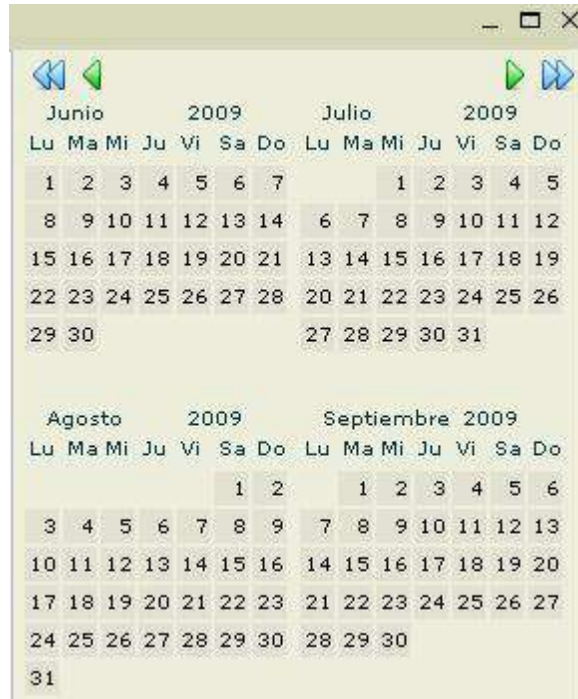 Junio 2009
Lu Ma Mi Ju Vi Sa Do
1 2 3 4 5 6 7
8 9 10 11 12 13 14
15 16 17 18 19 20 21
22 23 24 25 26 27 28
29 30
Julio 2009
Lu Ma Mi Ju Vi Sa Do
1 2 3 4 5
6 7 8 9 10 11 12
13 14 15 16 17 18 19
20 21 22 23 24 25 26
27 28 29 30 31
Agosto 2009
Lu Ma Mi Ju Vi Sa Do
1 2
3 4 5 6 7 8 9
10 11 12 13 14 15 16
17 18 19 20 21 22 23
24 25 26 27 28 29 30
31
Septiembre 2009
Lu Ma Mi Ju Vi Sa Do
1 2 3 4 5 6
7 8 9 10 11 12 13
14 15 16 17 18 19 20
21 22 23 24 25 26 27
28 29 30